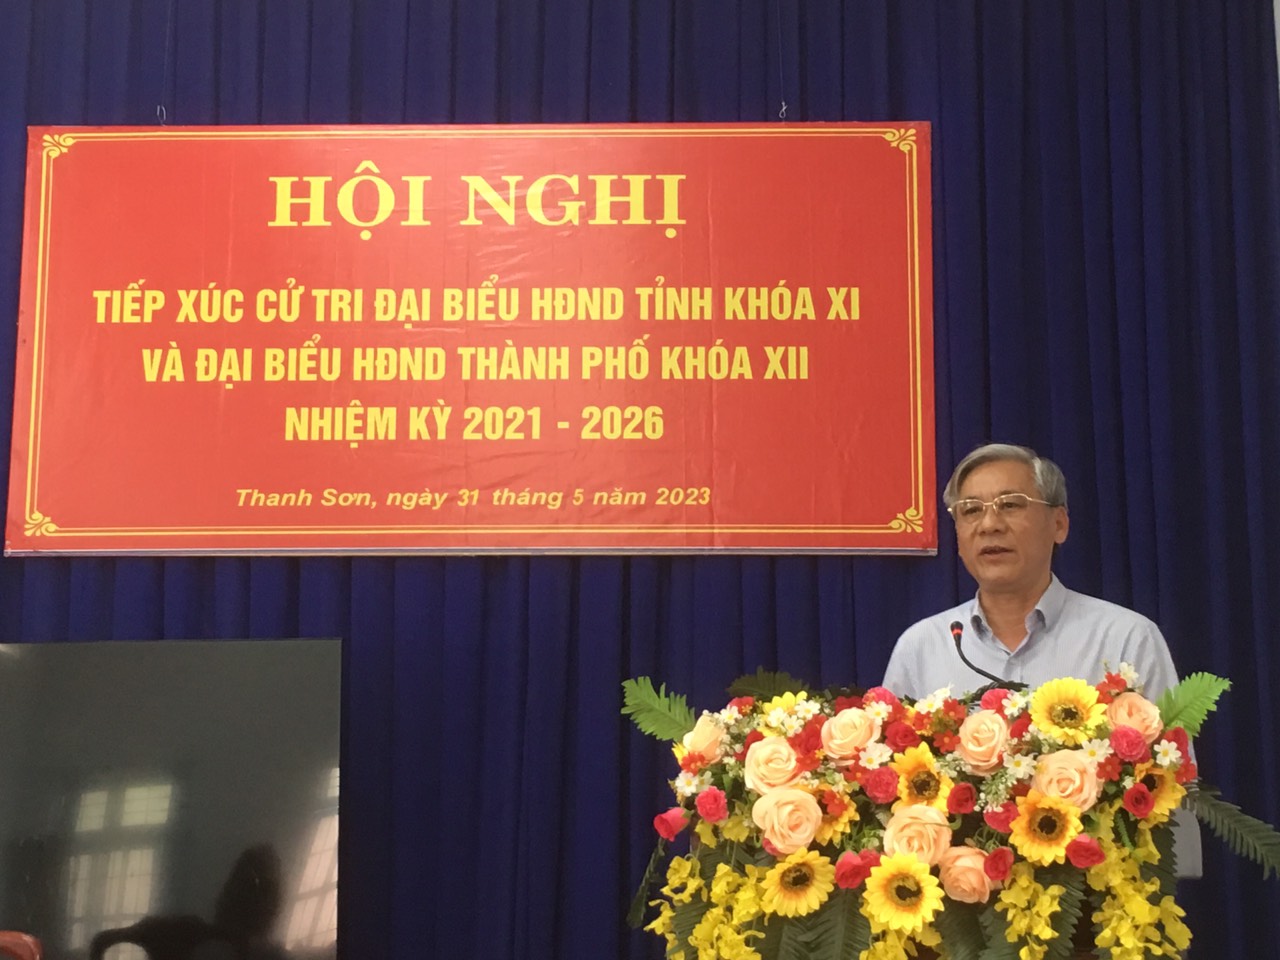 HỘI NGHỊ
TIẾP XÚC CỬ TRI ĐẠI BIỂU HĐND TỈNH KHÓA XI
VÀ ĐẠI BIỂU HĐND THÀNH PHỐ KHÓA XII
NHIỆM KỲ 2021 - 2026
Thanh Sơn, ngày 31 tháng 5 năm 2023